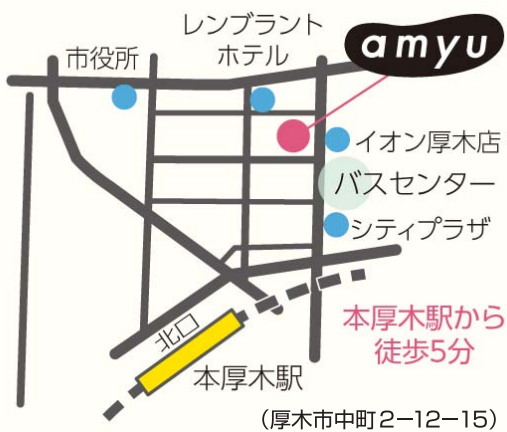 レンブラント
ホテル
市役所
amyu
イオン厚木店
バスセンター
シティプラザ
北口
本厚木駅
本厚木駅から
徒歩5分
（厚木市中町2−12−15）